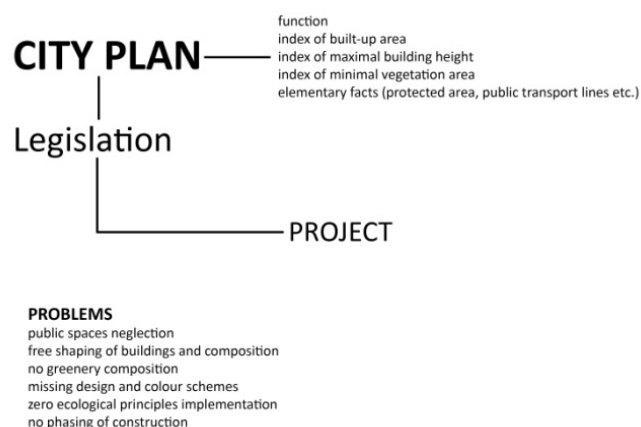 function
index of built-up area
CITY PLAN
index of maximal building height
index of minimal vegetation area
elementary facts (protected area, public transport lines etc.)
Legislation
PROJECT
PROBLEMS
public spaces neglection
free shaping of buildings and composition
no greenery composition
missing design and colour schemes
zero ecological principles implementation
no phasing of construction